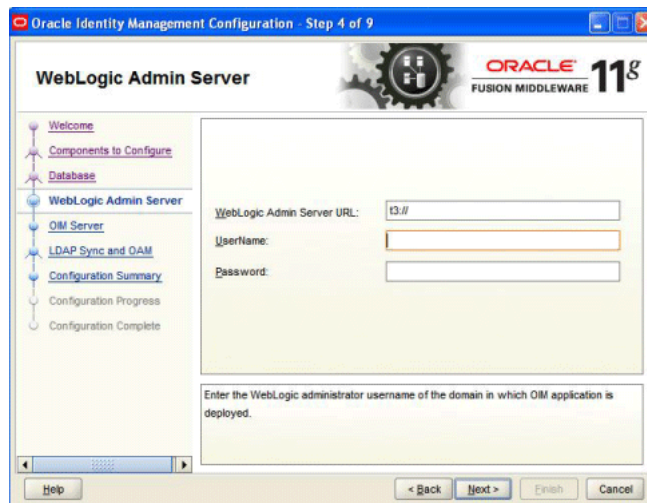 Oracle Identity Management Configuration - Step 4 of 9
WebLogic Admin Server
ORACLE
FUSION MIDDLEWARE 11g
Welcome
Components to Configure
Database
WebLogic Admin Server
OIM Server
LDAP Sync and OAM
Configuration Summary
Configuration Progress
Configuration Complete
WebLogic Admin Server URL: t3://
UserName:
Password:
Enter the WebLogic administrator username of the domain in which OIM application is
deployed.
Help
< Back
Next >
Finish
Cancel